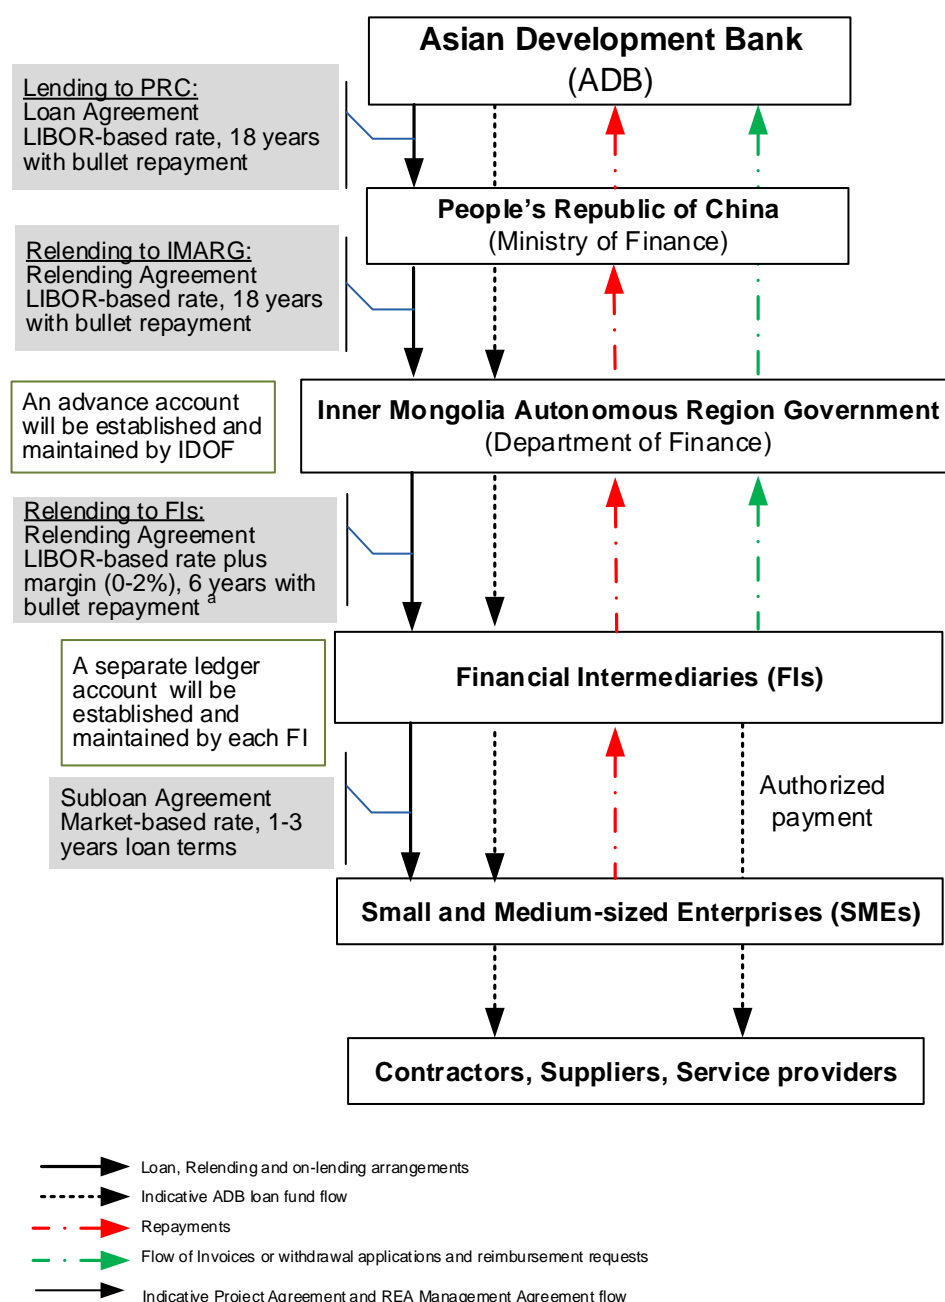 Asian Development Bank
(ADB)
Lending to PRC:
Loan Agreement
LIBOR-based rate, 18 years
with bullet repayment
People's Republic of China
(Ministry of Finance)
Relending to IMARG:
Relending Agreement
LIBOR-based rate, 18 years
with bullet repayment
An advance account
will be established and
maintained by IDOF
Inner Mongolia Autonomous Region Government
(Department of Finance)
Relending to FIs:
Relending Agreement
LIBOR-based rate plus
margin (0-2%), 6 years with
bullet repayment a
A separate ledger
account will be
established and
maintained by each FI
Financial Intermediaries (FIs)
Subloan Agreement
Market-based rate, 1-3
years loan terms
Authorized
payment
Small and Medium-sized Enterprises (SMEs)
Contractors, Suppliers, Service providers
Loan, Relending and on-lending arrangements
Indicative ADB loan fund flow
Repayments
Flow of Invoices or withdrawal applications and reimbursement requests
Indicative Project Agreement and REA Management Agreement flow